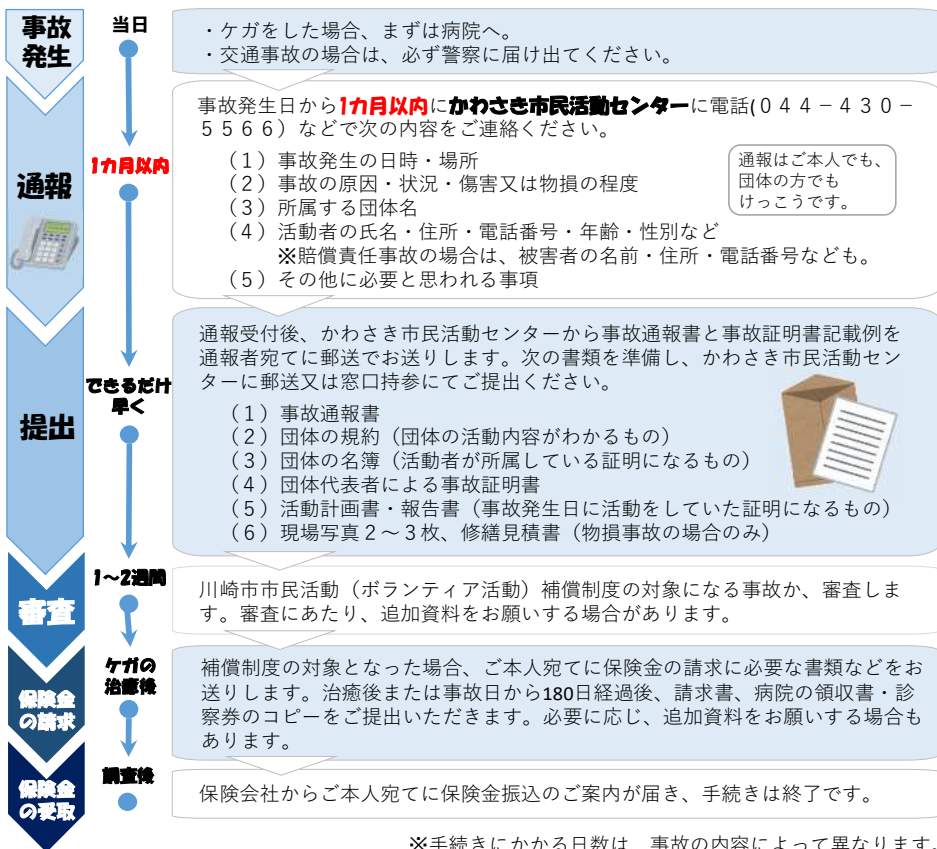 事故
発生
当日
・ケガをした場合、まずは病院へ。
・交通事故の場合は、必ず警察に届け出てください。
通報
1カ月以内
事故発生日から1カ月以内にかわさき市民活動センターに電話(０４４－４３０－
５５６６）などで次の内容をご連絡ください。
（１）事故発生の日時・場所
（２）事故の原因・状況・傷害又は物損の程度
（３）所属する団体名
（４）活動者の氏名・住所・電話番号・年齢・性別など
※賠償責任事故の場合は、被害者の名前・住所・電話番号なども。
（５）その他に必要と思われる事項
通報はご本人でも、
団体の方でも
けっこうです。
提出
できるだけ
早く
通報受付後、かわさき市民活動センターから事故通報書と事故証明書記載例を
通報者宛てに郵送でお送りします。次の書類を準備し、かわさき市民活動セン
ターに郵送又は窓口持参にてご提出ください。
（１）事故通報書
（２）団体の規約（団体の活動内容がわかるもの）
（３）団体の名簿（活動者が所属している証明になるもの）
（４）団体代表者による事故証明書
（５）活動計画書・報告書（事故発生日に活動をしていた証明になるもの）
（６）現場写真２～３枚、修繕見積書（物損事故の場合のみ）
審査
1～2週間
川崎市市民活動（ボランティア活動）補償制度の対象になる事故か、審査しま
す。審査にあたり、追加資料をお願いする場合があります。
保険金
の請求
ケガの
治癒後
補償制度の対象となった場合、ご本人宛てに保険金の請求に必要な書類などをお
送りします。治癒後または事故日から180日経過後、請求書、病院の領収書・診
察券のコピーをご提出いただきます。必要に応じ、追加資料をお願いする場合も
あります。
保険金
の受取
調査後
保険会社からご本人宛てに保険金振込のご案内が届き、手続きは終了です。
※手続きにかかる日数は、事故の内容によって異なります。